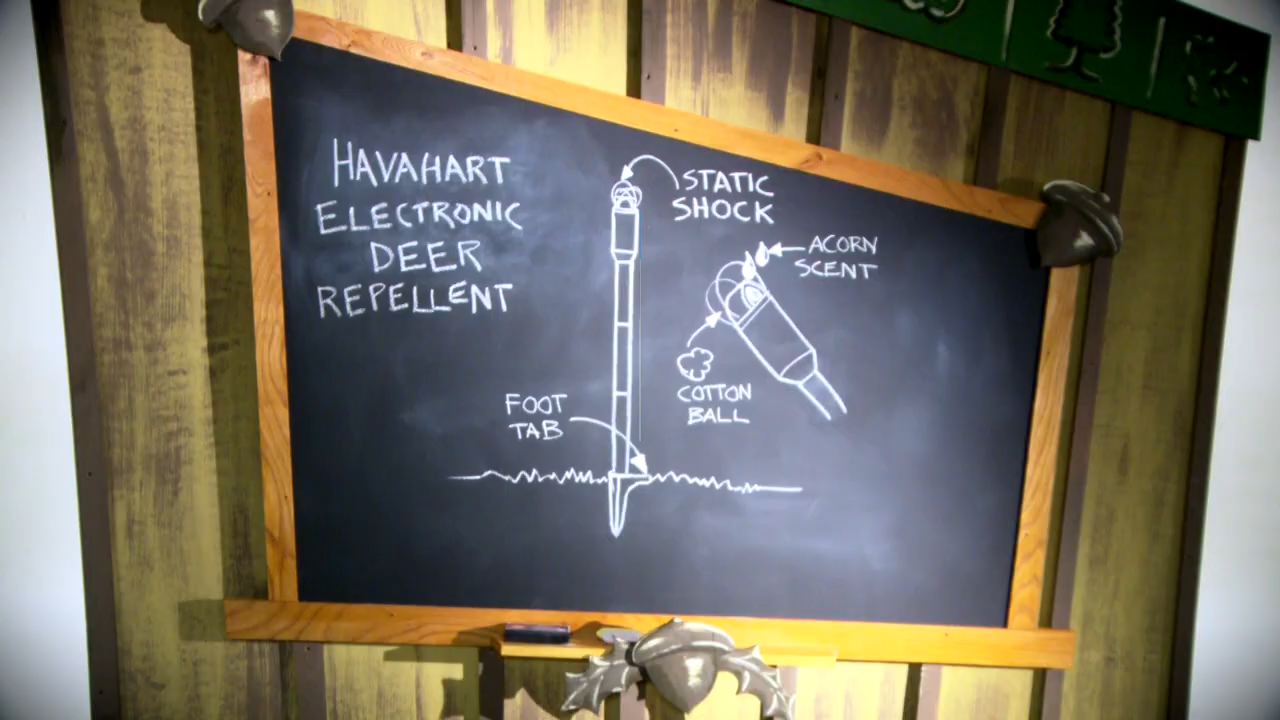 HAVAHART
ELECTRONIC
DEER
REPELLENT
STATIC
SHOCK
ACORN
SCENT
COTTON
BALL
FOOT
TAB